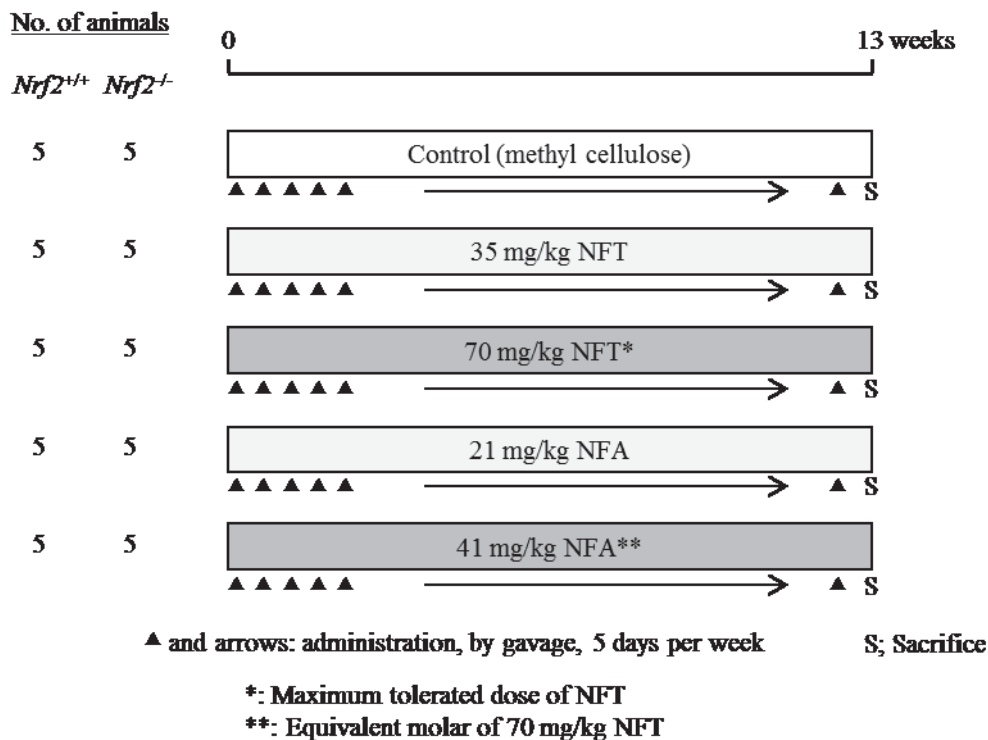 No. of animals
0 13 weeks
Nrf2+/+ Nrf2-/-
5 5 Control (methyl cellulose)
▲ ▲ ▲ ▲ ▲ ▲ S
5 5 35 mg/kg NFT
▲ ▲ ▲ ▲ ▲ ▲ S
5 5 70 mg/kg NFT*
▲ ▲ ▲ ▲ ▲ ▲ S
5 5 21 mg/kg NFA
▲ ▲ ▲ ▲ ▲ ▲ S
5 5 41 mg/kg NFA**
▲ ▲ ▲ ▲ ▲ ▲ S
▲ and arrows: administration, by gavage, 5 days per week S; Sacrifice
*: Maximum tolerated dose of NFT
**: Equivalent molar of 70 mg/kg NFT